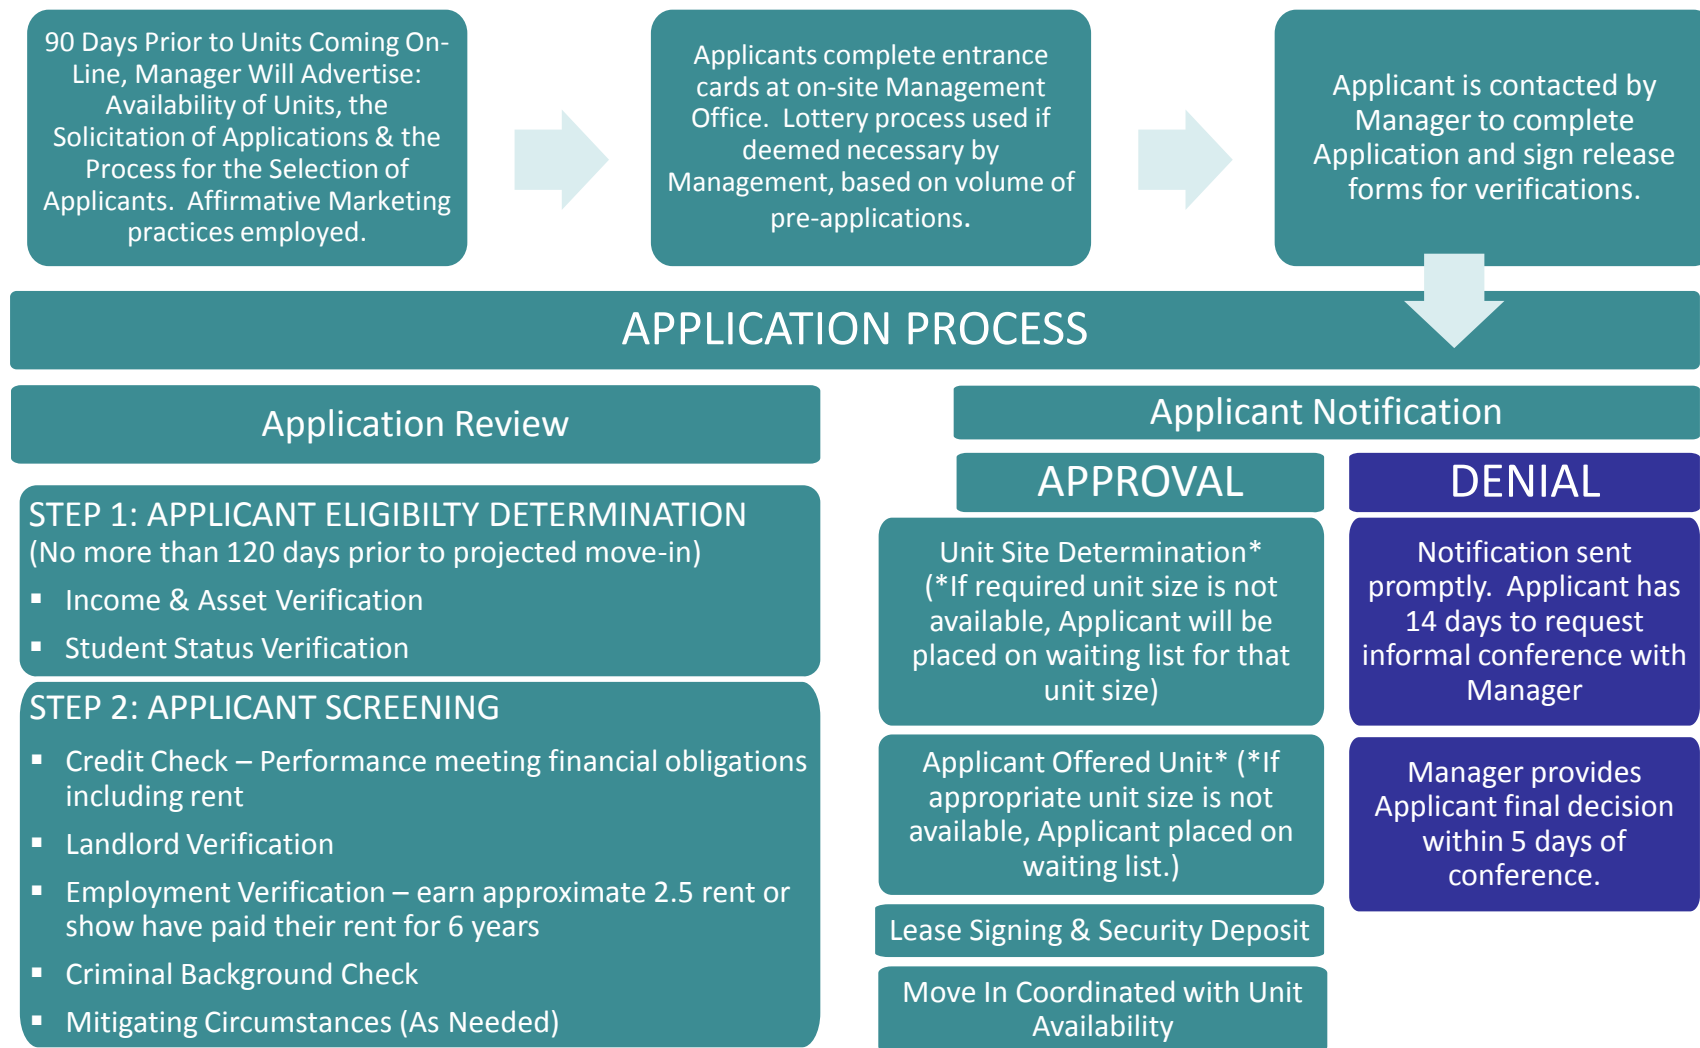 90 Days Prior to Units Coming On-
Line, Manager Will Advertise:
Availability of Units, the
Solicitation of Applications & the
Process for the Selection of
Applicants.  Affirmative Marketing
practices employed.
Applicants complete entrance
cards at on-site Management
Office.  Lottery process used if
deemed necessary by
Management, based on volume of
pre-applications.
Applicant is contacted by
Manager to complete
Application and sign release
forms for verifications.
APPLICATION PROCESS
Application Review
STEP 1: APPLICANT ELIGIBILTY DETERMINATION
(No more than 120 days prior to projected move-in)
▪ Income & Asset Verification
▪ Student Status Verification
STEP 2: APPLICANT SCREENING
▪ Credit Check – Performance meeting financial obligations
including rent
▪ Landlord Verification
▪ Employment Verification – earn approximate 2.5 rent or
show have paid their rent for 6 years
▪ Criminal Background Check
▪ Mitigating Circumstances (As Needed)
Applicant Notification
APPROVAL
Unit Site Determination*
(*If required unit size is not
available, Applicant will be
placed on waiting list for that
unit size)
Applicant Offered Unit* (*If
appropriate unit size is not
available, Applicant placed on
waiting list.)
Lease Signing & Security Deposit
Move In Coordinated with Unit
Availability
DENIAL
Notification sent
promptly.  Applicant has
14 days to request
informal conference with
Manager
Manager provides
Applicant final decision
within 5 days of
conference.